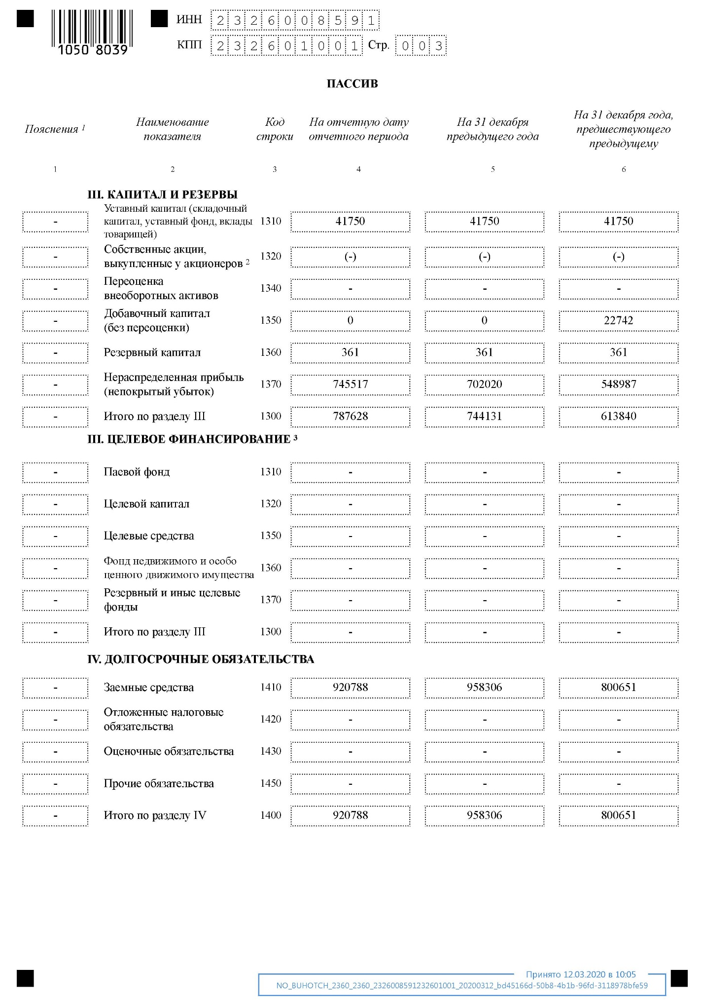 ИНН 2326008591
1050 8039
КПП 232601001 Стр. 003
ПАССИВ
Пояснения 1
Наименование показателя
Код строки
На отчетную дату отчетного периода
На 31 декабря предыдущего года
На 31 декабря года, предшествующего предыдущему
1 2 3 4 5 6
III. КАПИТАЛ И РЕЗЕРВЫ
Уставный капитал (складочный
- капитал, уставный фонд, вклады 1310 41750 41750 41750
товарищей)
Собственные акции,
- выкупленные у акционеров 2 1320 (-) (-) (-)
Переоценка
- внеоборотных активов 1340 - - -
Добавочный капитал
- (без переоценки) 1350 0 0 22742
- Резервный капитал 1360 361 361 361
Нераспределенная прибыль
- (непокрытый убыток) 1370 745517 702020 548987
- Итого по разделу III 1300 787628 744131 613840
III. ЦЕЛЕВОЕ ФИНАНСИРОВАНИЕ 3
- Паевой фонд 1310 - - -
- Целевой капитал 1320 - - -
- Целевые средства 1350 - - -
Фонд недвижимого и особо
- ценного движимого имущества 1360 - - -
Резервный и иные целевые
- фонды 1370 - - -
- Итого по разделу III 1300 - - -
IV. ДОЛГОСРОЧНЫЕ ОБЯЗАТЕЛЬСТВА
- Заемные средства 1410 920788 958306 800651
Отложенные налоговые
- обязательства 1420 - - -
- Оценочные обязательства 1430 - - -
- Прочие обязательства 1450 - - -
- Итого по разделу IV 1400 920788 958306 800651
Принято 12.03.2020 в 10:05
NO_BUHOTCH_2360_2360_2326008591232601001_20200312_bd45166d-50b8-4b1b-96fd-3118978bfe59